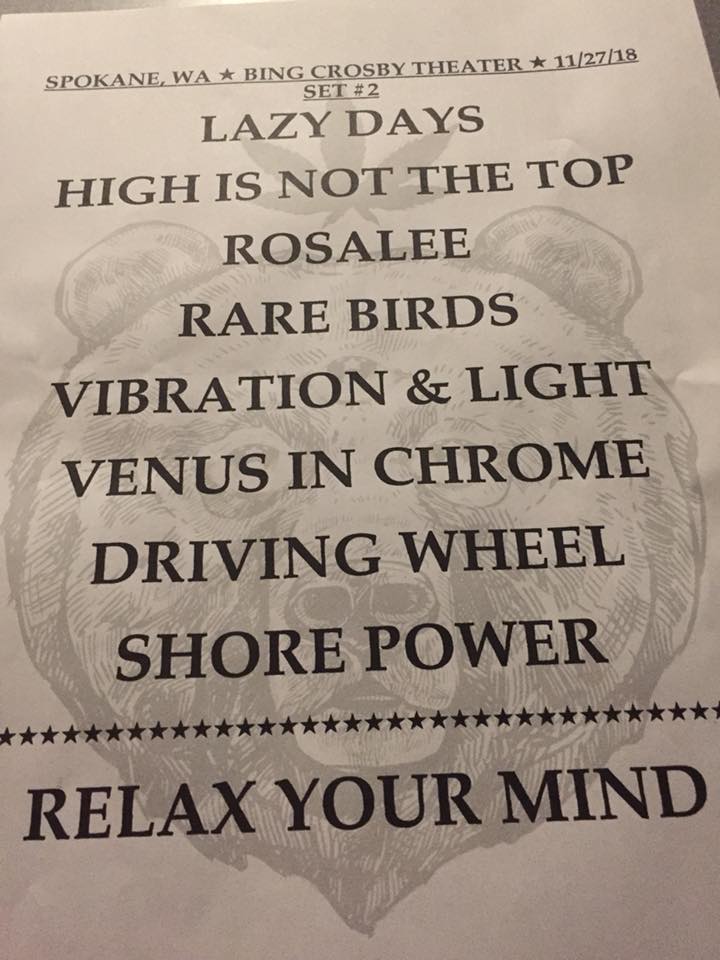 SPOKANE, WA ★ BING CROSBY THEATER ★ 11/27/18
SET #2
LAZY DAYS
HIGH IS NOT THE TOP
ROSALEE
RARE BIRDS
VIBRATION & LIGHT
VENUS IN CHROME
DRIVING WHEEL
SHORE POWER
★★★★★★★★★★★★★★★★★★★★★★★★★★★★★★★★★★★
RELAX YOUR MIND